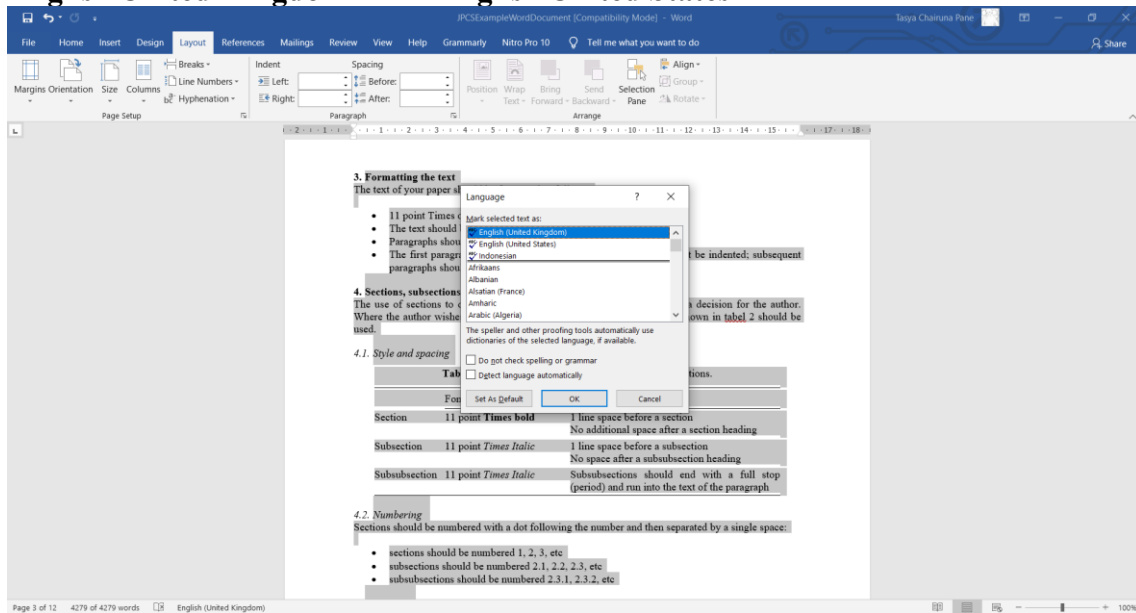 JPCSExampleWordDocument [Compatibility Mode] - Word
Tasya Chairuna Pane
File Home Insert Design Layout References Mailings Review View Help Grammarly Nitro Pro 10 Tell me what you want to do
Share
Margins Orientation Size Columns
Breaks
Line Numbers
Hyphenation
Page Setup
Indent
Left:
Right:
Spacing
Before:
After:
Paragraph
Position Wrap Text Bring Forward Send Backward Selection Pane
Align
Group
Rotate
Arrange
3. Formatting the text
The text of your paper
11 point Times
The text should
Paragraphs
The first
be indented; subsequent
paragraphs
4. Sections, subsections
The use of sections to
a decision for the author.
Where the author
in tabel 2 should be
used.
4.1. Style and spacing
Language
Mark selected text as:
English (United Kingdom)
English (United States)
Indonesian
Afrikaans
Albanian
Alsatian (France)
Amharic
Arabic (Algeria)
The speller and other proofing tools automatically use
dictionaries of the selected language, if available.
Do not check spelling or grammar
Detect language automatically
Set As Default OK Cancel
Section 11 point Times bold 1 line space before a section
No additional space after a section heading
Subsection 11 point Times Italic 1 line space before a subsection
No space after a subsubsection heading
Subsubsection 11 point Times Italic Subsubsections should end with a full stop
(period) and run into the text of the paragraph
4.2. Numbering
Sections should be numbered with a dot following the number and then separated by a single space:
sections should be numbered 1, 2, 3, etc
subsections should be numbered 2.1, 2.2, 2.3, etc
subsubsections should be numbered 2.3.1, 2.3.2, etc
Page 3 of 12 4279 of 4279 words English (United Kingdom) 100%